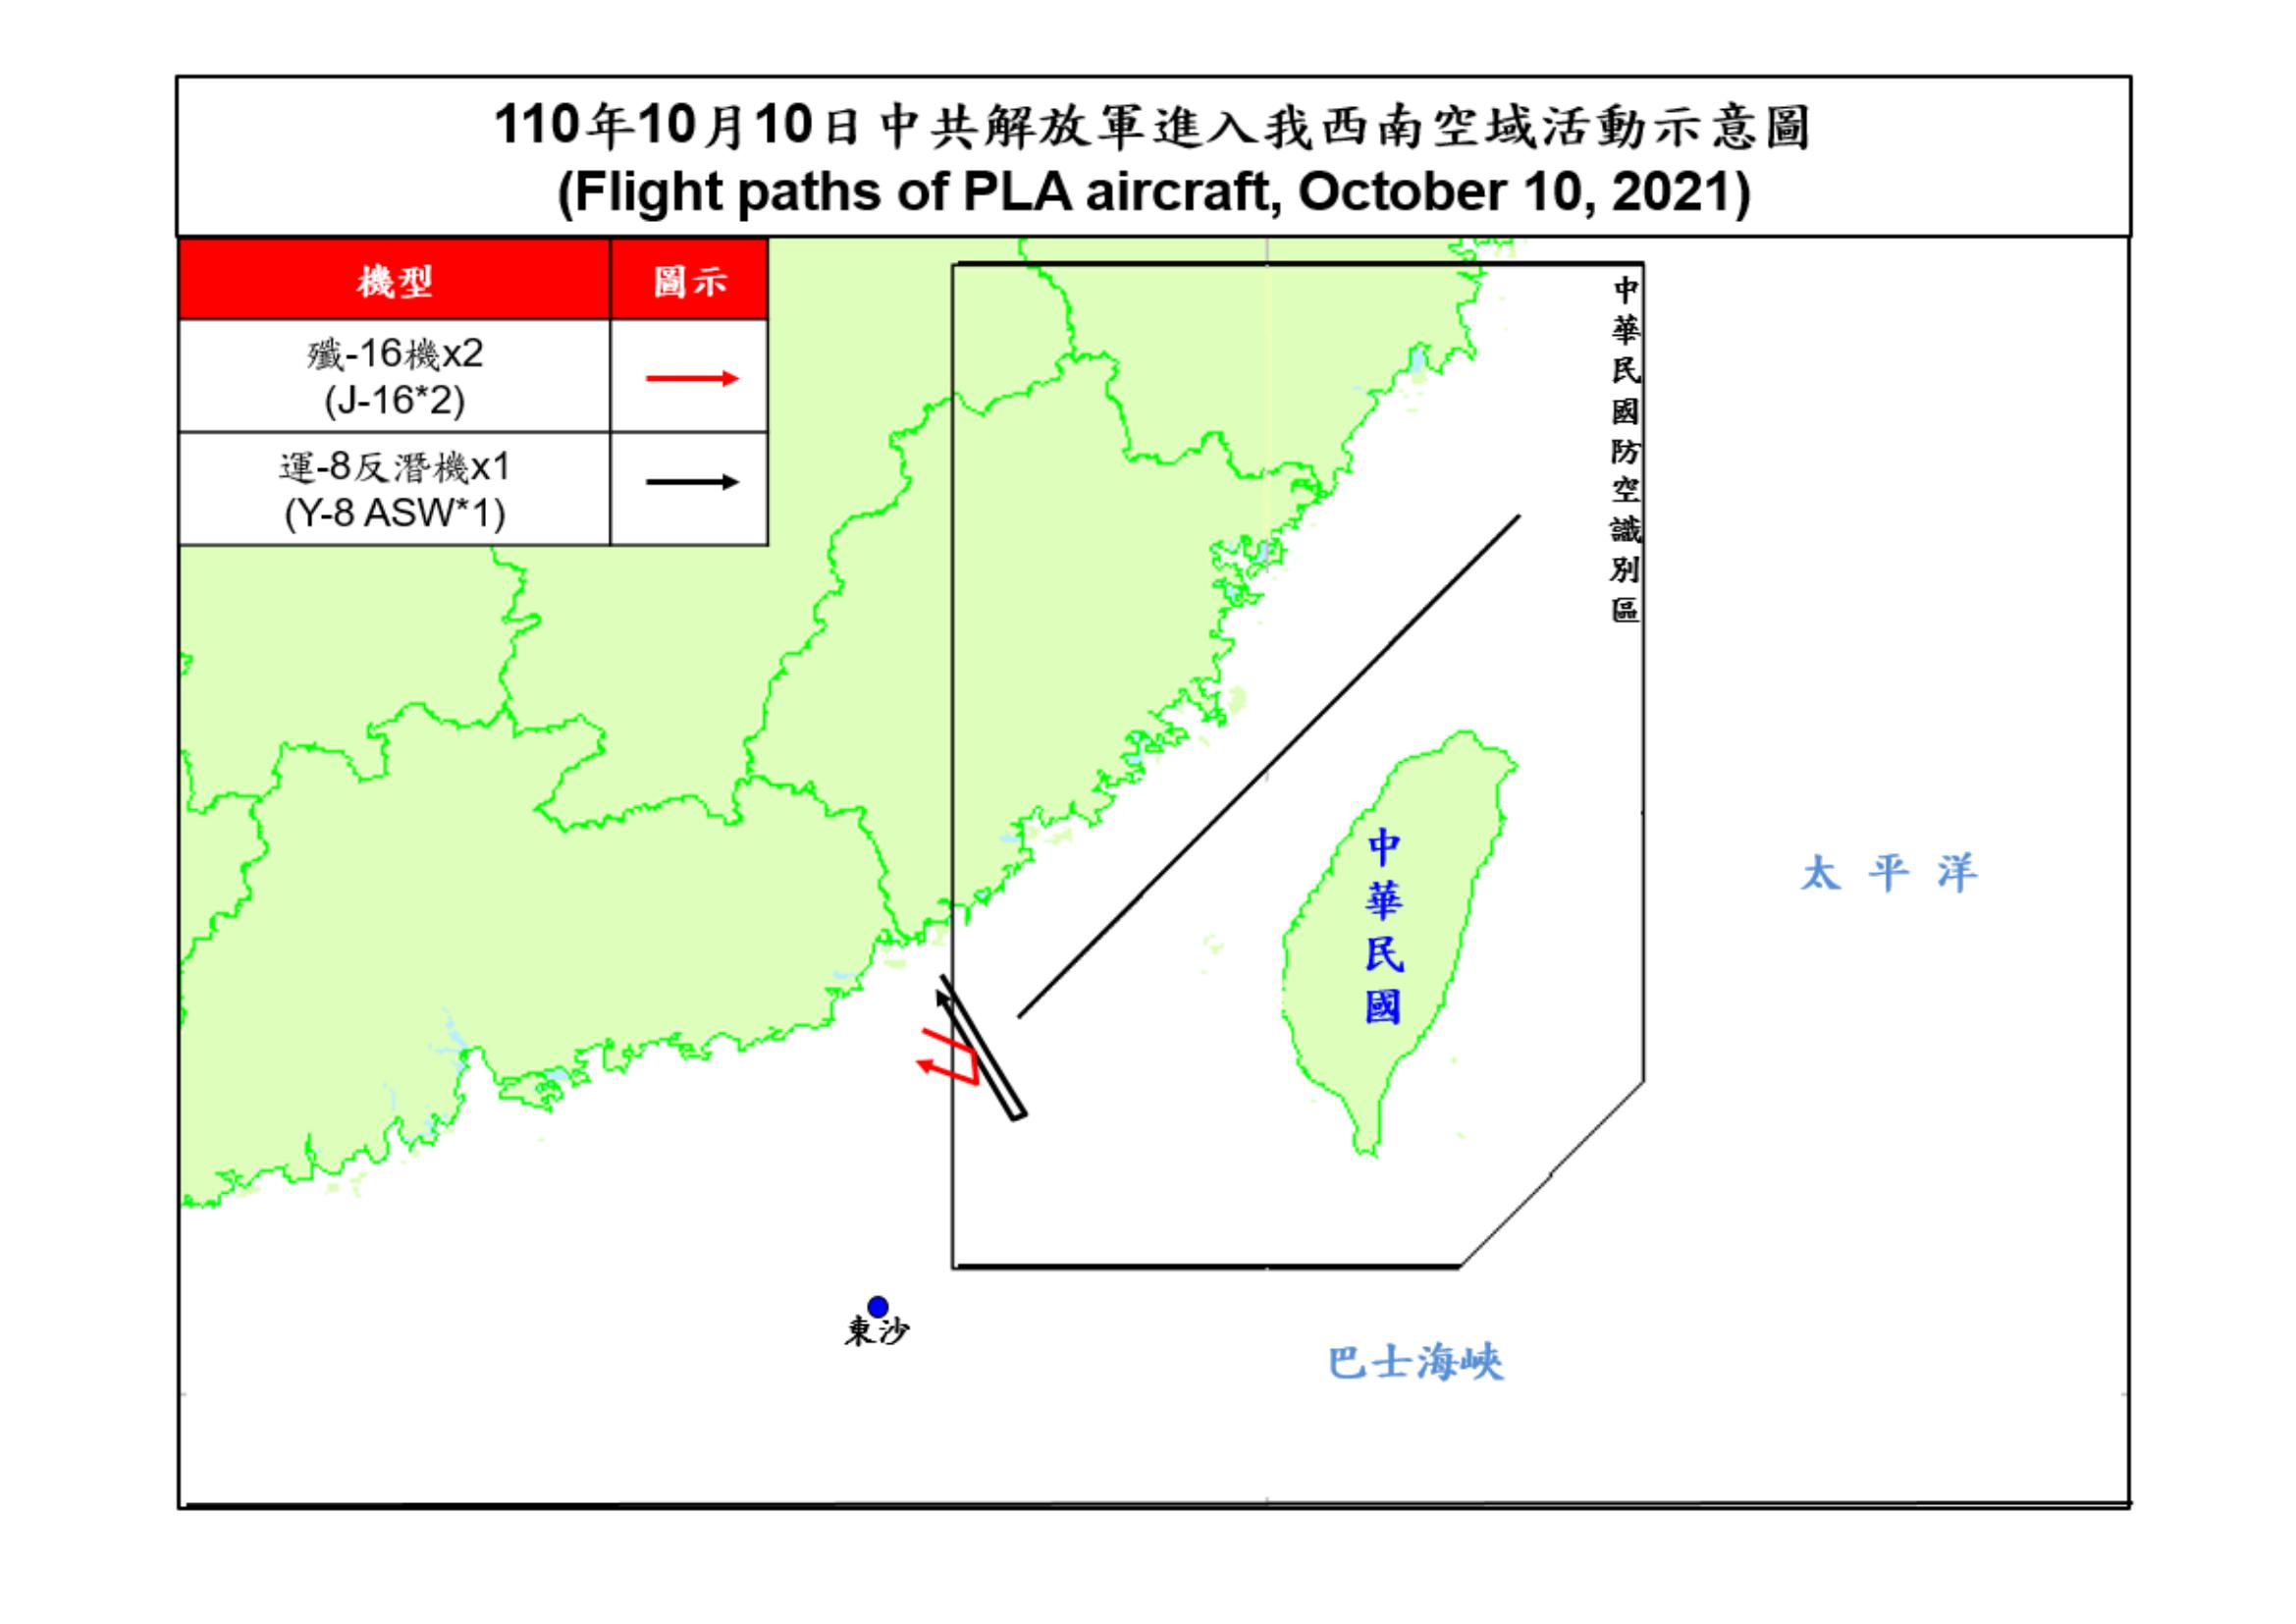 110年10月10日中共解放軍進入我西南空域活動示意圖
(Flight paths of PLA aircraft, October 10, 2021)
機型 圖示
殲-16機x2
(J-16*2)
運-8反潛機x1
(Y-8 ASW*1)
中華民國防空識別區
中華民國
太平洋
東沙
巴士海峽